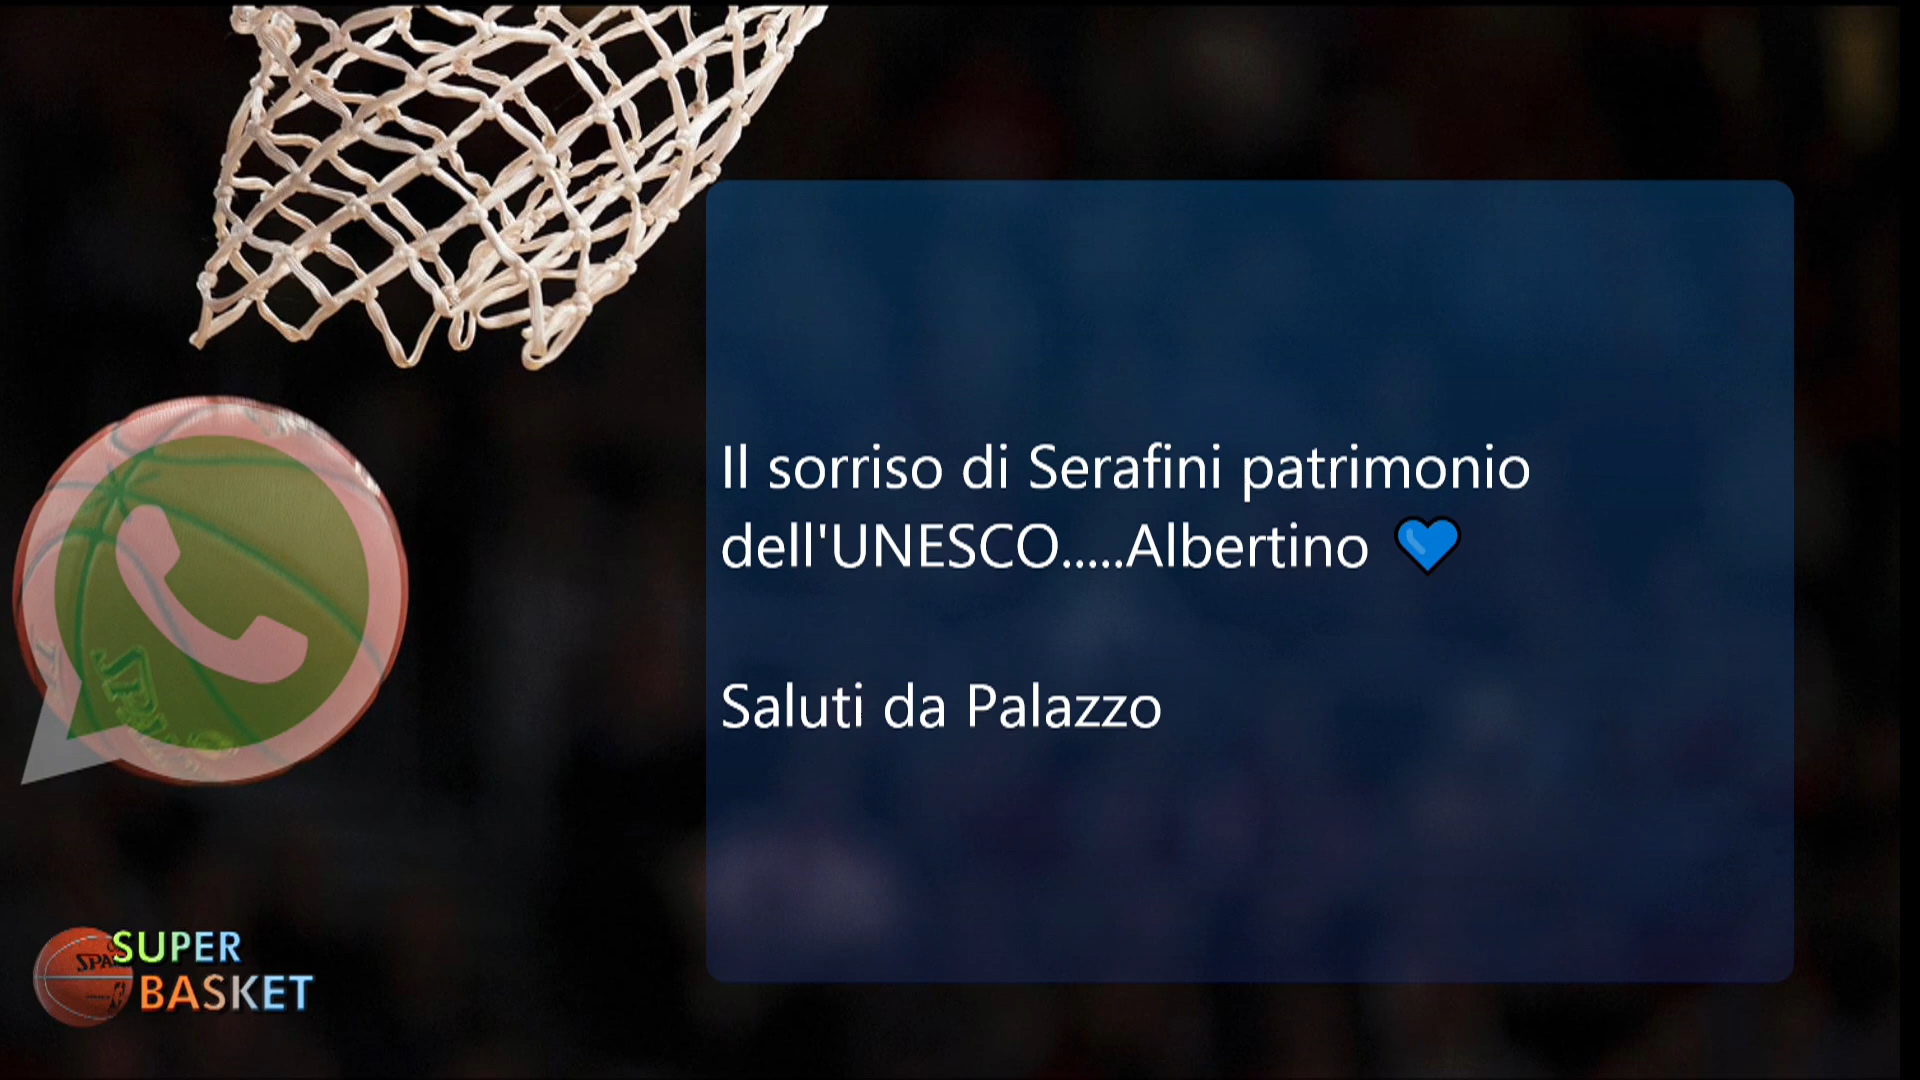 Il sorriso di Serafini patrimonio
dell'UNESCO.....Albertino 💙
Saluti da Palazzo
SUPER
BASKET